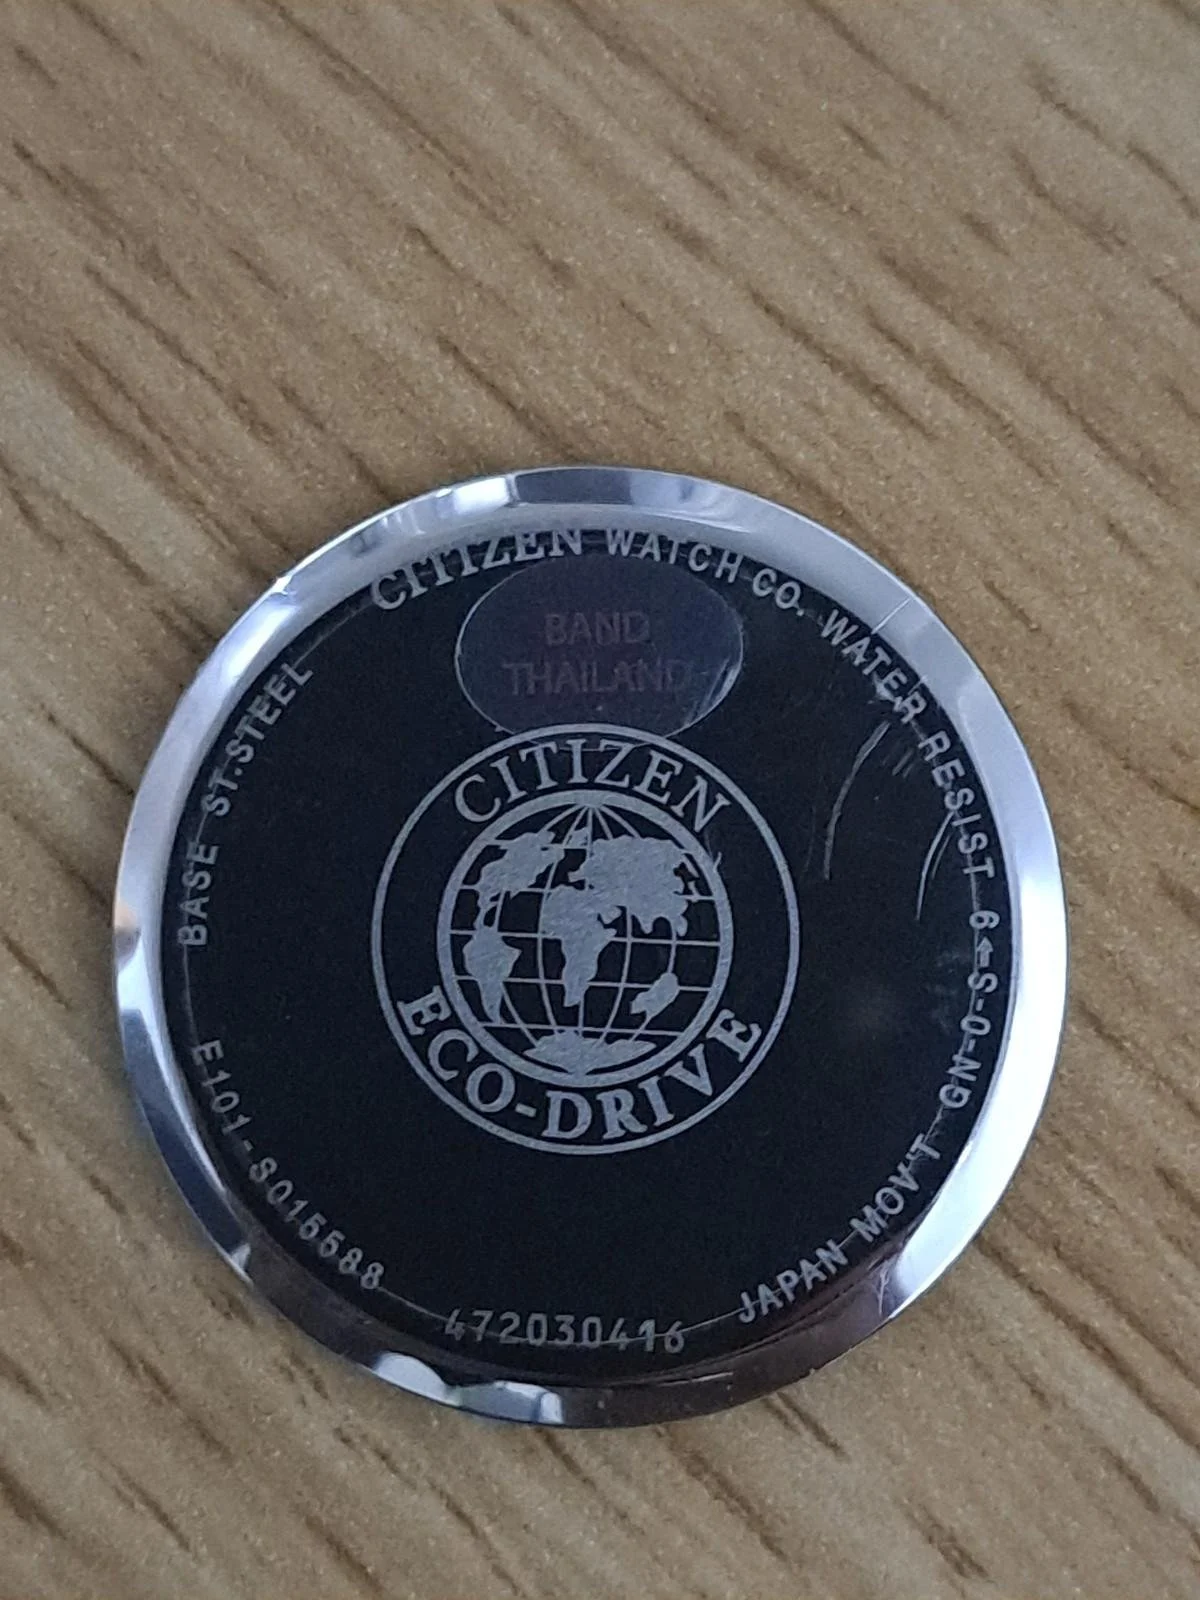 CITIZEN WATCH CO. WATER RESIST 6 S-0-NG JAPAN MOV'T
472030416
E101-S015588
BASE ST.STEEL
BAND
THAILAND
CITIZEN
ECO-DRIVE